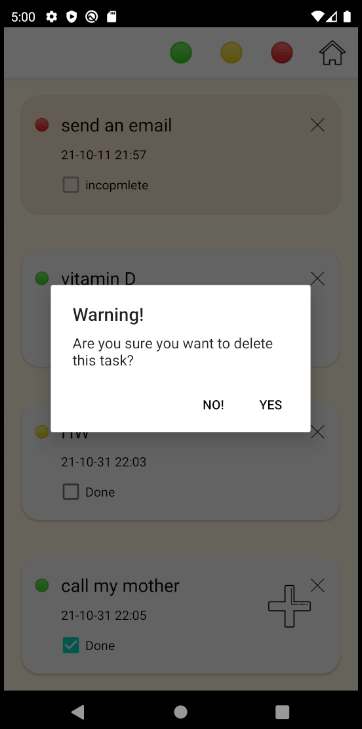 5:00
send an email
21-10-11 21:57
incopmlete
vitamin D
Warning!
Are you sure you want to delete
this task?
NO!
YES
HW
21-10-31 22:03
Done
call my mother
21-10-31 22:05
Done